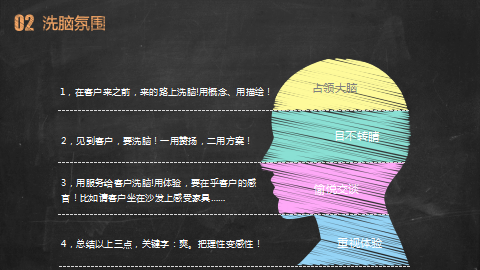 02 洗脑氛围
占领大脑
1，在客户来之前，来的路上洗脑!用概念、用描绘！
目不转睛
2，见到客户，要洗脑！一用赞扬，二用方案！
3，用服务给客户洗脑!用体验，要在乎客户的感
言！比如请客户坐在沙发上感受家具……
愉悦交谈
4，总结以上三点，关键字：爽。把理性变感性！
重视体验